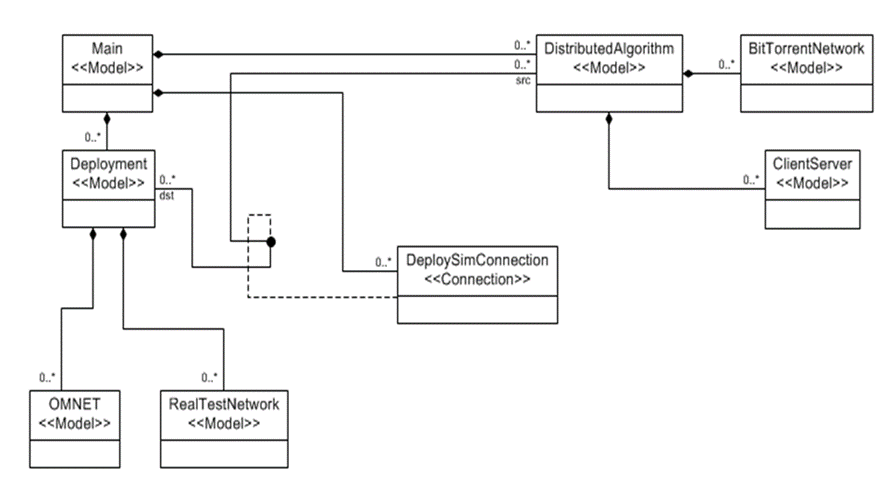 Main
<<Model>>
0..*
DistributedAlgorithm
<<Model>>
0..*
src
0..*
BitTorrentNetwork
<<Model>>
0..*
Deployment
<<Model>>
0..*
dst
0..*
ClientServer
<<Model>>
0..*
DeploySimConnection
<<Connection>>
0..*
OMNET
<<Model>>
0..*
RealTestNetwork
<<Model>>